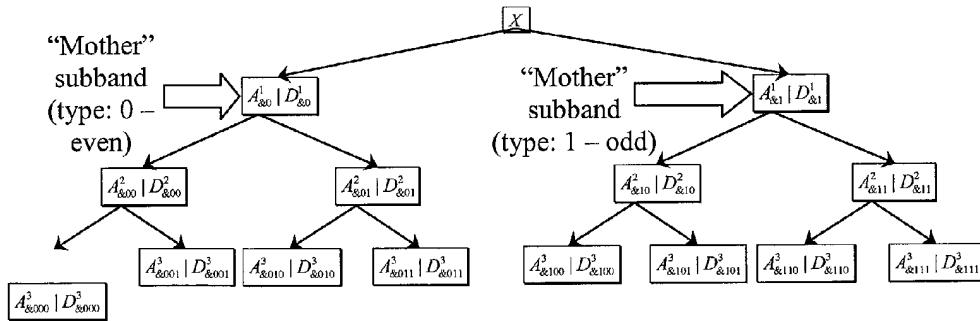 X
“Mother”
subband
(type: 0 –
even)
A¹&0 | D¹&0
“Mother”
subband
(type: 1 – odd)
A¹&1 | D¹&1
A²&00 | D²&00
A²&01 | D²&01
A²&10 | D²&10
A²&11 | D²&11
A³&000 | D³&000
A³&001 | D³&001
A³&010 | D³&010
A³&011 | D³&011
A³&100 | D³&100
A³&101 | D³&101
A³&110 | D³&110
A³&111 | D³&111